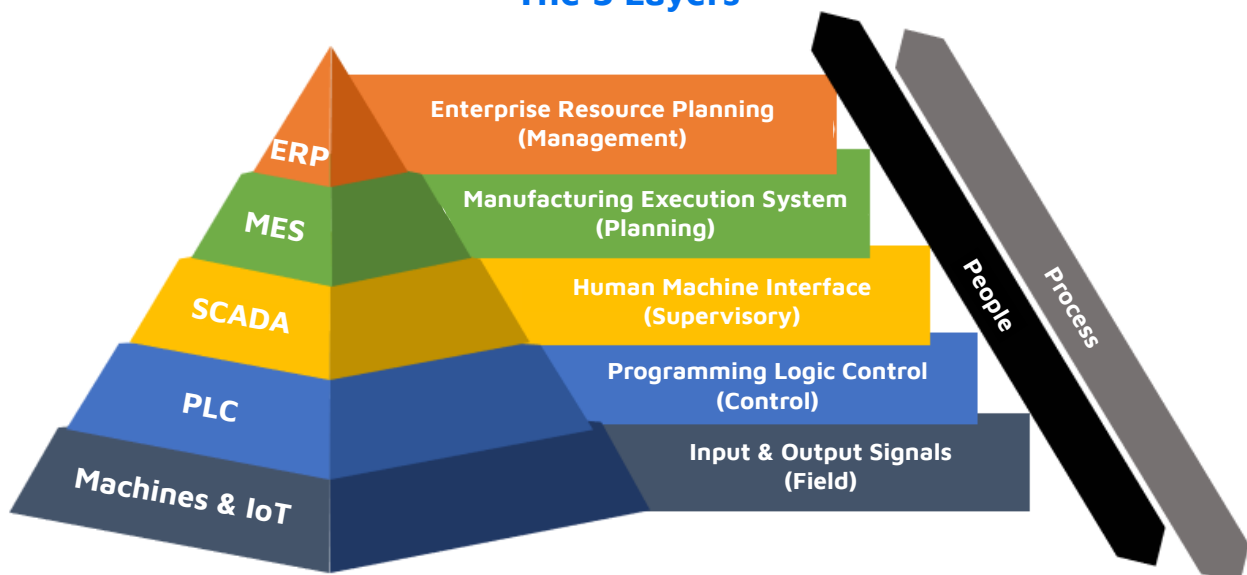 The 5 Layers
ERP
Enterprise Resource Planning
(Management)
MES
Manufacturing Execution System
(Planning)
SCADA
Human Machine Interface
(Supervisory)
PLC
Programming Logic Control
(Control)
Machines & IoT
Input & Output Signals
(Field)
People
Process